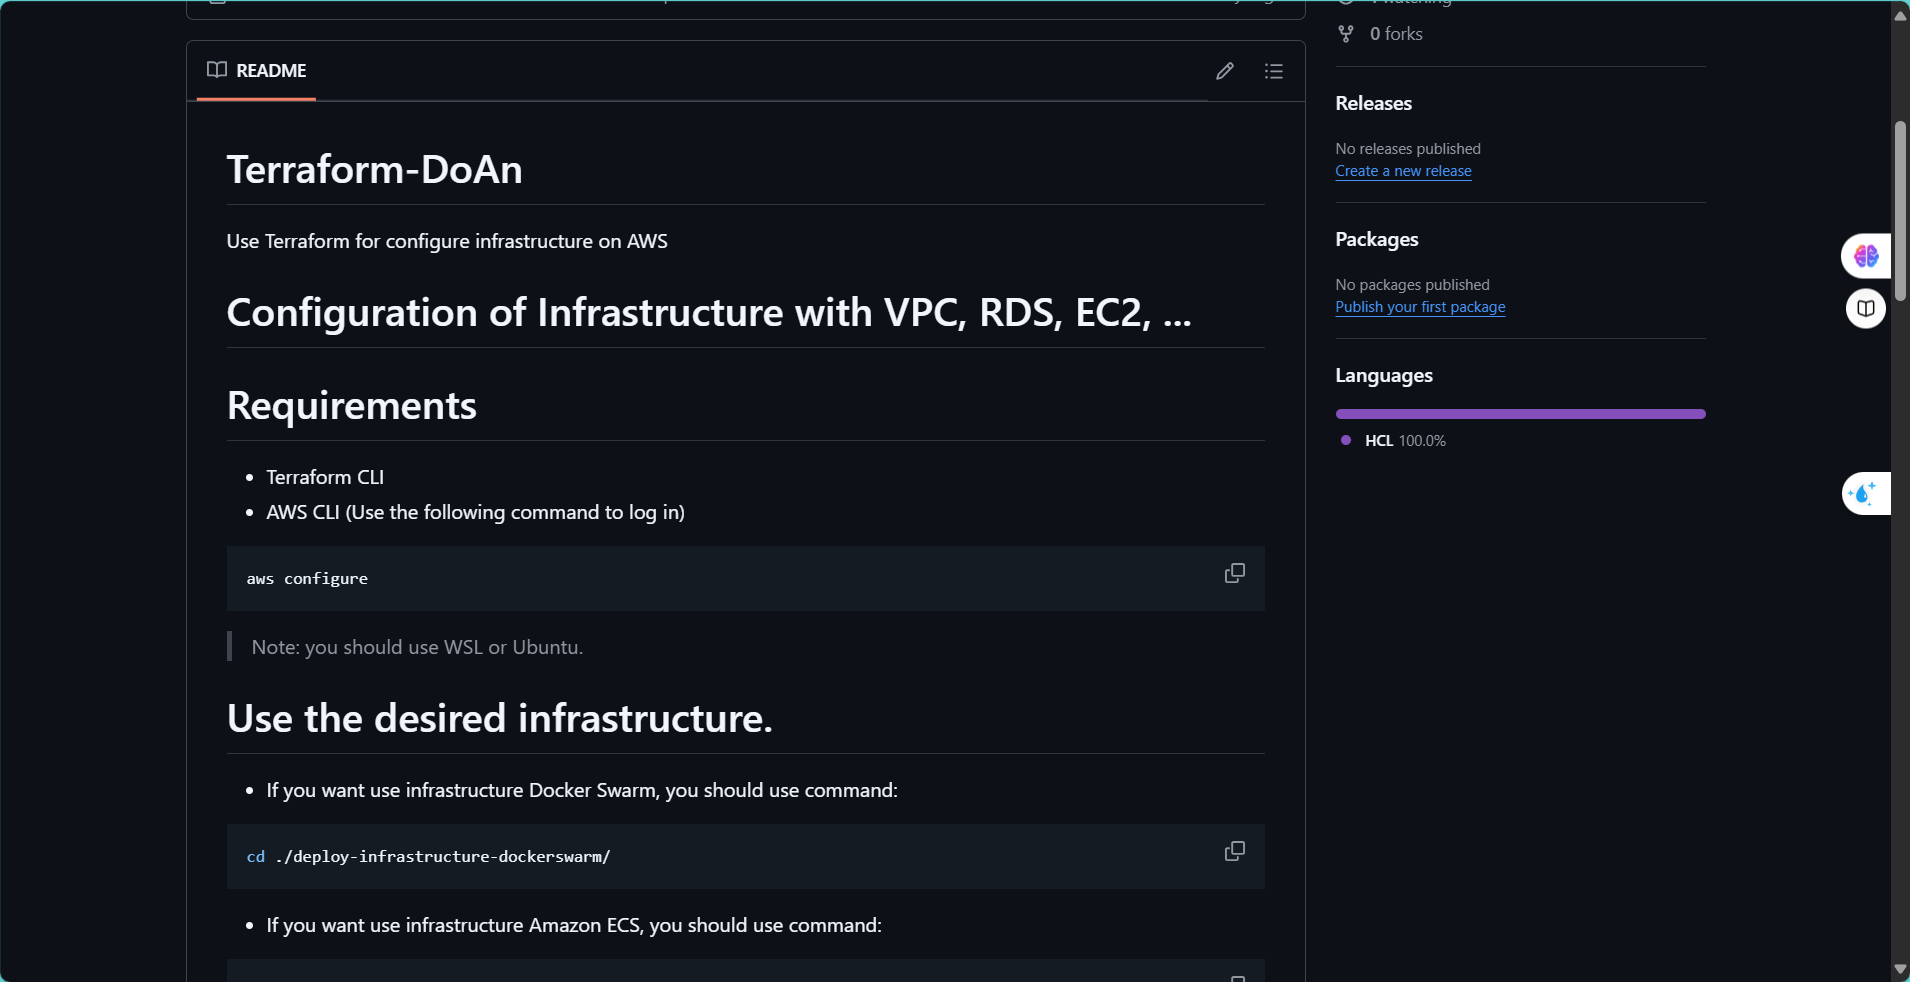 README
Terraform-DoAn
Use Terraform for configure infrastructure on AWS
Configuration of Infrastructure with VPC, RDS, EC2, ...
Requirements
Terraform CLI
AWS CLI (Use the following command to log in)
aws configure
Note: you should use WSL or Ubuntu.
Use the desired infrastructure.
If you want use infrastructure Docker Swarm, you should use command:
cd ./deploy-infrastructure-dockerswarm/
If you want use infrastructure Amazon ECS, you should use command:
0 forks
Releases
No releases published
Create a new release
Packages
No packages published
Publish your first package
Languages
HCL 100.0%